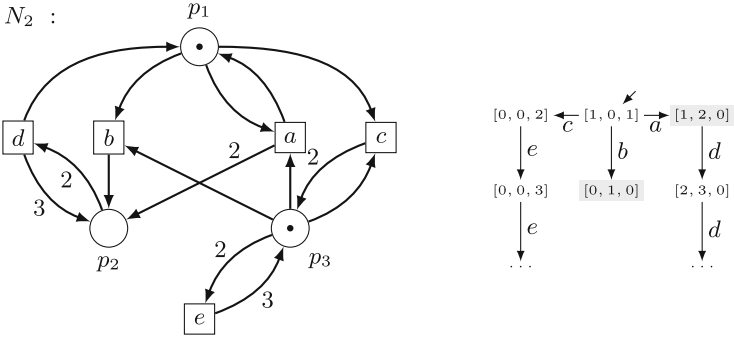 N₂ :
p₁
d
b
a
c
2
2
2
3
p₂
p₃
2
3
e
[0, 0, 2]
c
[1, 0, 1]
a
[1, 2, 0]
e
b
d
[0, 0, 3]
[0, 1, 0]
[2, 3, 0]
e
d
...
...